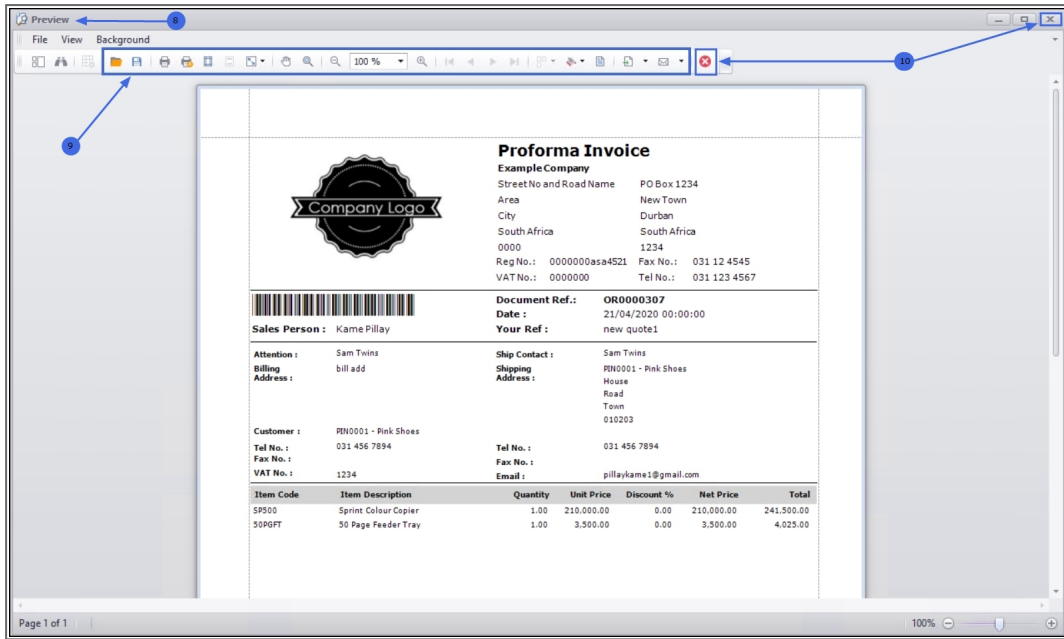 Preview 8
File View Background
100 %
10
9
Proforma Invoice
Example Company
Street No and Road Name PO Box 1234
Area New Town
City Durban
South Africa South Africa
0000 1234
Reg No.: 0000000asa4521 Fax No.: 031 12 4545
VAT No.: 0000000 Tel No.: 031 123 4567
Company Logo
Document Ref.: OR0000307
Date : 21/04/2020 00:00:00
Sales Person : Kame Pillay Your Ref : new quote1
Attention : Sam Twins Ship Contact : Sam Twins
Billing Address : bill add Shipping Address : PIN0001 - Pink Shoes
House
Road
Town
010203
Customer : PIN0001 - Pink Shoes
Tel No. : 031 456 7894 Tel No. : 031 456 7894
Fax No. : Fax No. :
VAT No. : 1234 Email : pillaykame1@gmail.com
Item Code Item Description Quantity Unit Price Discount % Net Price Total
SP500 Sprint Colour Copier 1.00 210,000.00 0.00 210,000.00 241,500.00
50PGFT 50 Page Feeder Tray 1.00 3,500.00 0.00 3,500.00 4,025.00
Page 1 of 1 100%